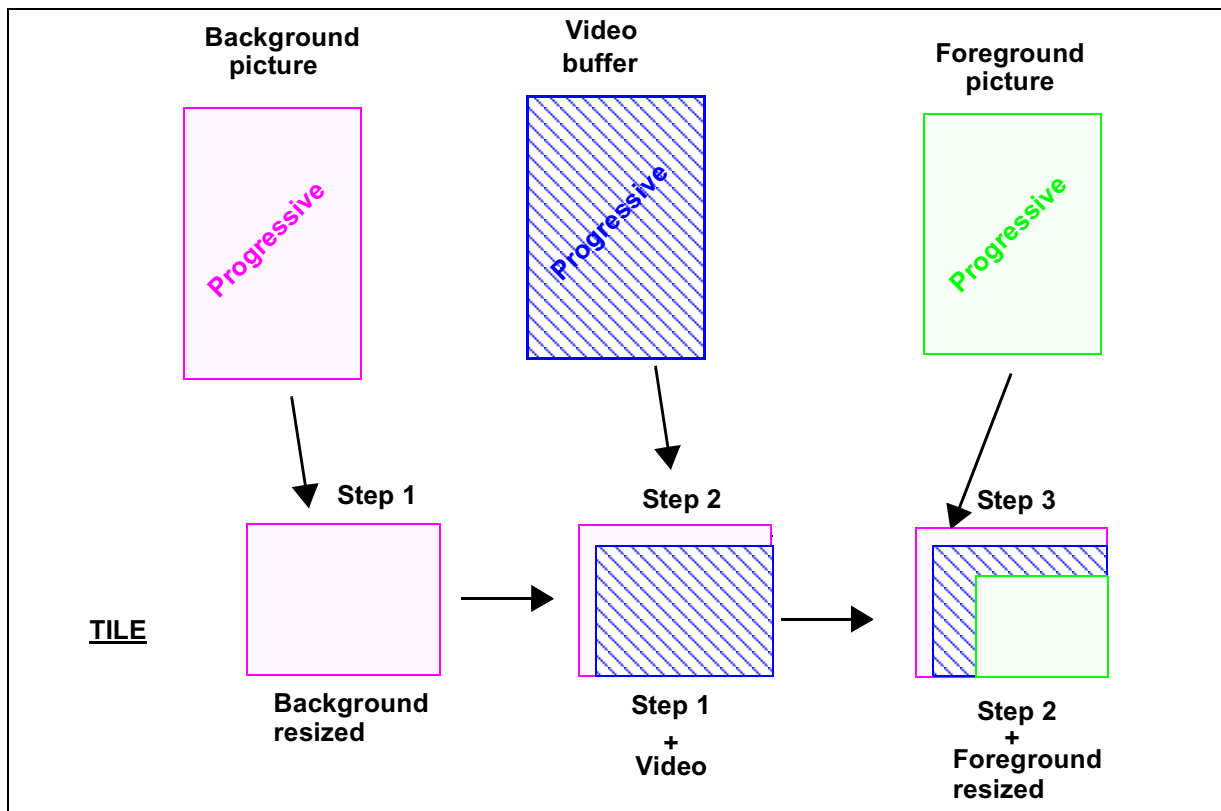 Background
picture
Video
buffer
Foreground
picture
Progressive
Progressive
Progressive
Step 1
Step 2
Step 3
TILE
Background
resized
Step 1
+
Video
Step 2
+
Foreground
resized